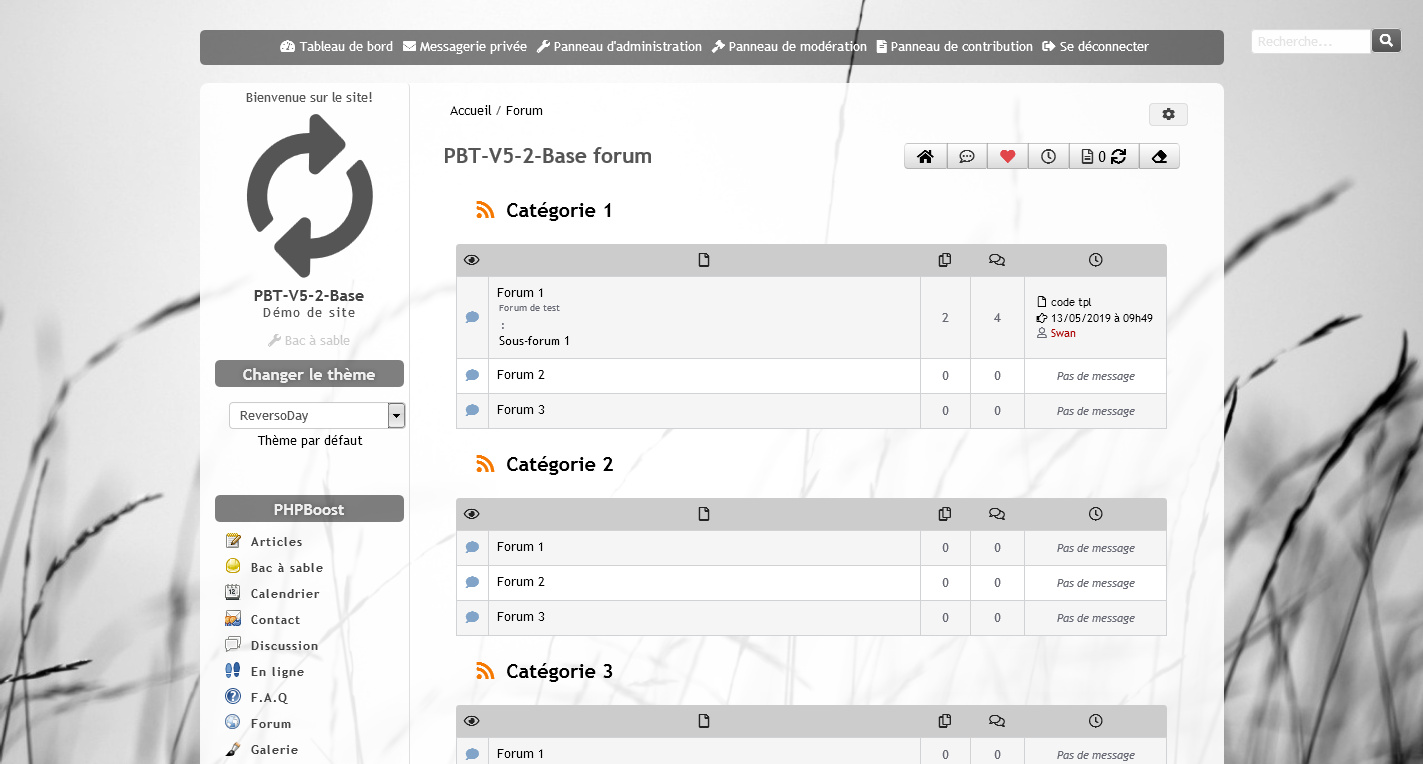 Tableau de bord Messagerie privée Panneau d'administration Panneau de modération Panneau de contribution Se déconnecter
Recherche...
Bienvenue sur le site!
PBT-V5-2-Base
Démo de site
Bac à sable
Changer le thème
ReversoDay
Thème par défaut
PHPBoost
Articles
Bac à sable
Calendrier
12
Contact
Discussion
En ligne
F.A.Q
Forum
Galerie
Accueil / Forum
PBT-V5-2-Base forum
0
Catégorie 1
Forum 1
Forum de test
:
Sous-forum 1
2
4
code tpl
13/05/2019 à 09h49
Swan
Forum 2 0 0 Pas de message
Forum 3 0 0 Pas de message
Catégorie 2
Forum 1 0 0 Pas de message
Forum 2 0 0 Pas de message
Forum 3 0 0 Pas de message
Catégorie 3
Forum 1 0 0 Pas de message